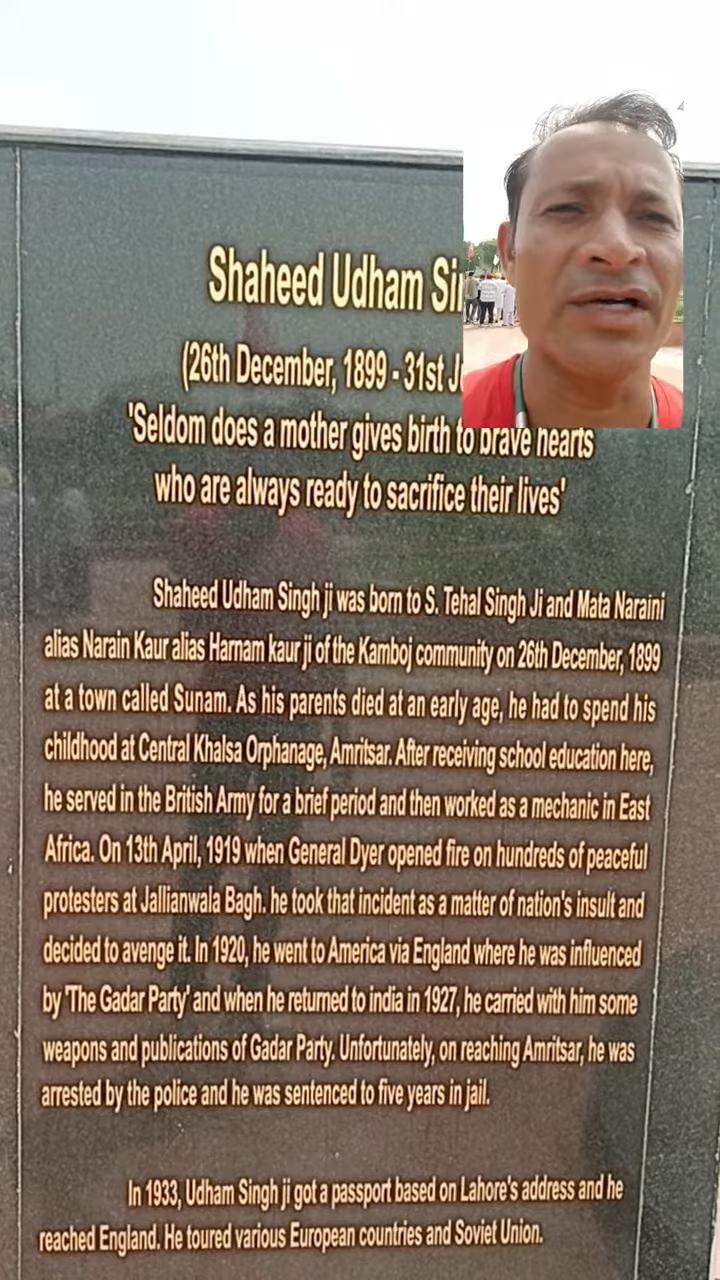 Shaheed Udham
(26th December, 1899 - 31st
'Seldom does a mother gives birth to brave hearts
who are always ready to sacrifice their lives'
Shaheed Udham Singh ji was born to S. Tehal Singh Ji and Mata Naraini
alias Narain Kaur alias Harnam kaur ji of the Kamboj community on 26th December, 1899
at a town called Sunam. As his parents died at an early age, he had to spend his
childhood at Central Khalsa Orphanage, Amritsar. After receiving school education here,
he served in the British Army for a brief period and then worked as a mechanic in East
Africa. On 13th April, 1919 when General Dyer opened fire on hundreds of peaceful
protesters at Jallianwala Bagh. he took that incident as a matter of nation's insult and
decided to avenge it. In 1920, he went to America via England where he was influenced
by 'The Gadar Party' and when he returned to india in 1927, he carried with him some
weapons and publications of Gadar Party. Unfortunately, on reaching Amritsar, he was
arrested by the police and he was sentenced to five years in jail.
In 1933, Udham Singh ji got a passport based on Lahore's address and he
reached England. He toured various European countries and Soviet Union.